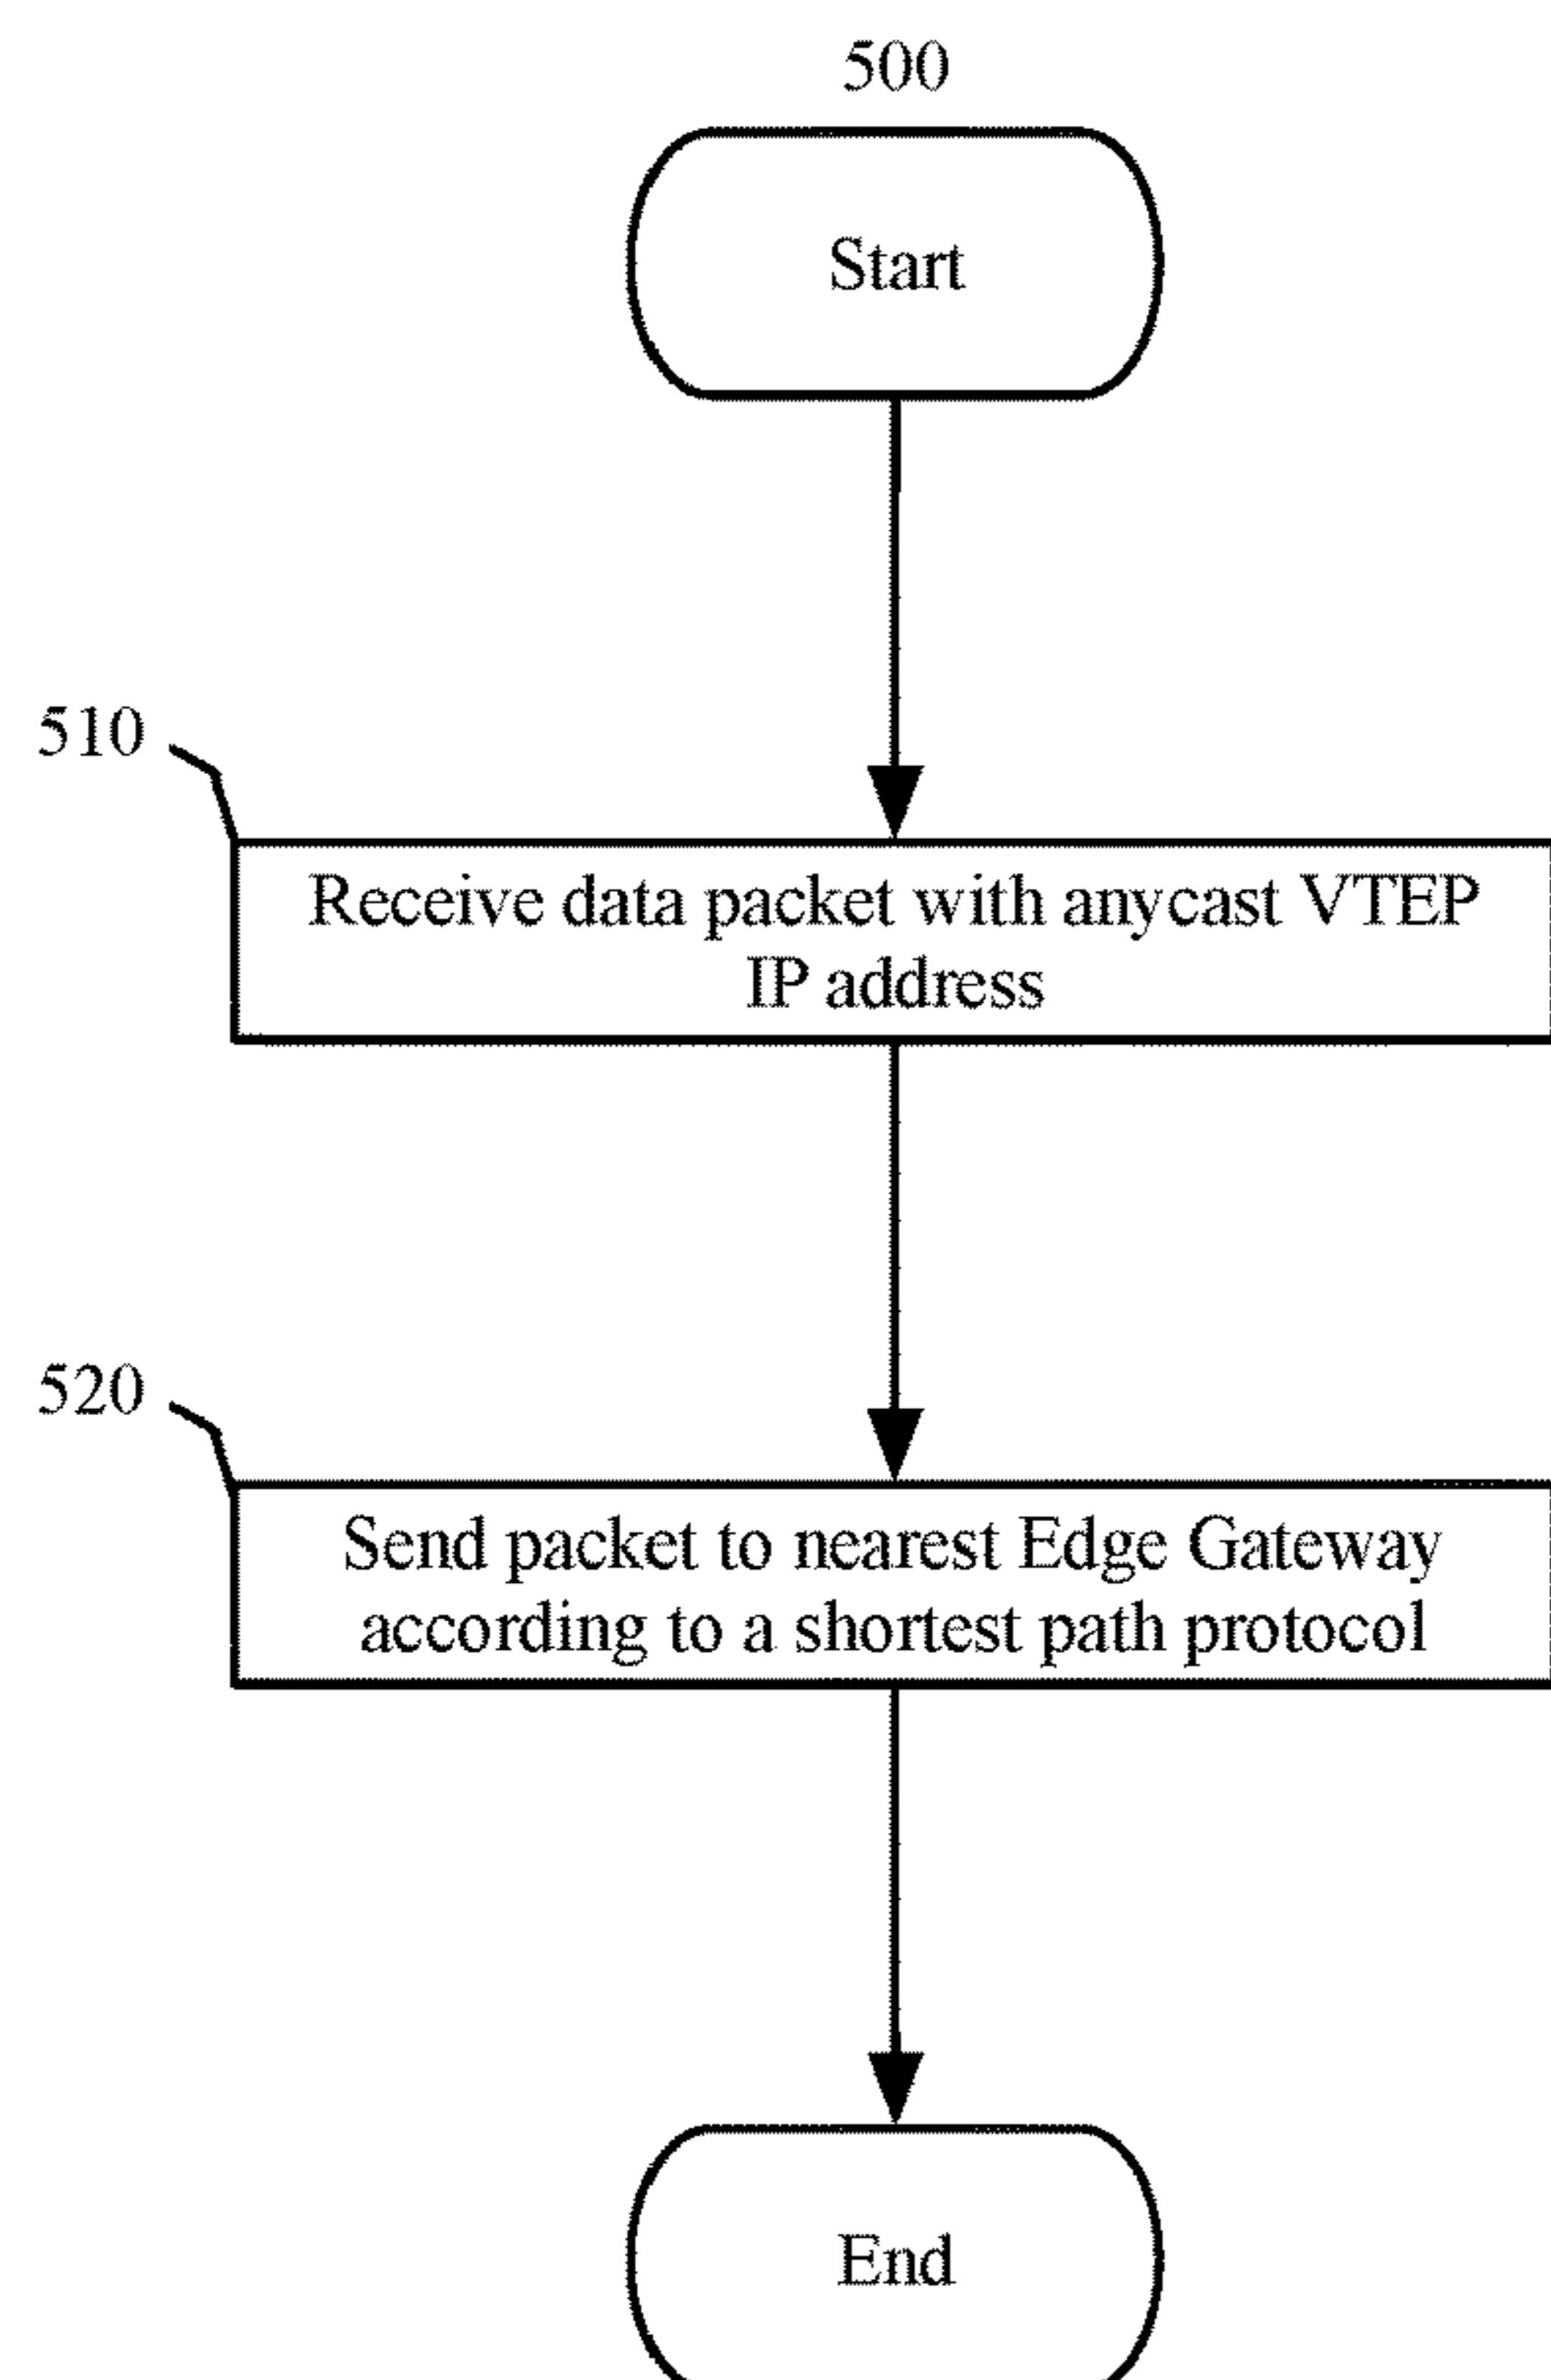 500
Start
510
Receive data packet with anycast VTEP
IP address
520
Send packet to nearest Edge Gateway
according to a shortest path protocol
End